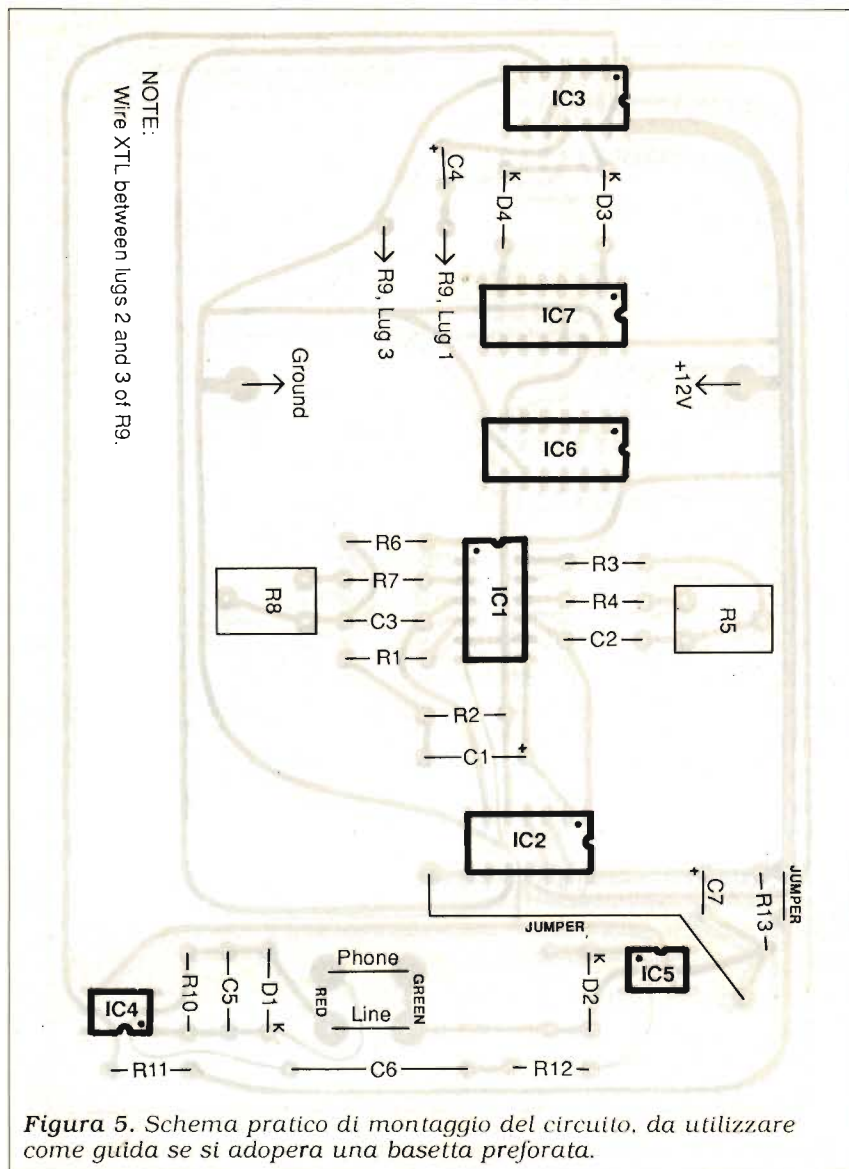 NOTE:
Wire XTL between lugs 2 and 3 of R9.
IC3
+
C4
K
D4
K
D3
R9, Lug 3
R9, Lug 1
IC7
Ground
+12V
IC6
R6
R7
C3
R1
R8
IC1
R3
R4
C2
R5
R2
C1
+
IC2
JUMPER
+
C7
R13
JUMPER
R10
C5
D1
K
Phone
RED
GREEN
Line
K
D2
IC5
IC4
R11
C6
R12
Figura 5. Schema pratico di montaggio del circuito, da utilizzare
come guida se si adopera una basetta preforata.